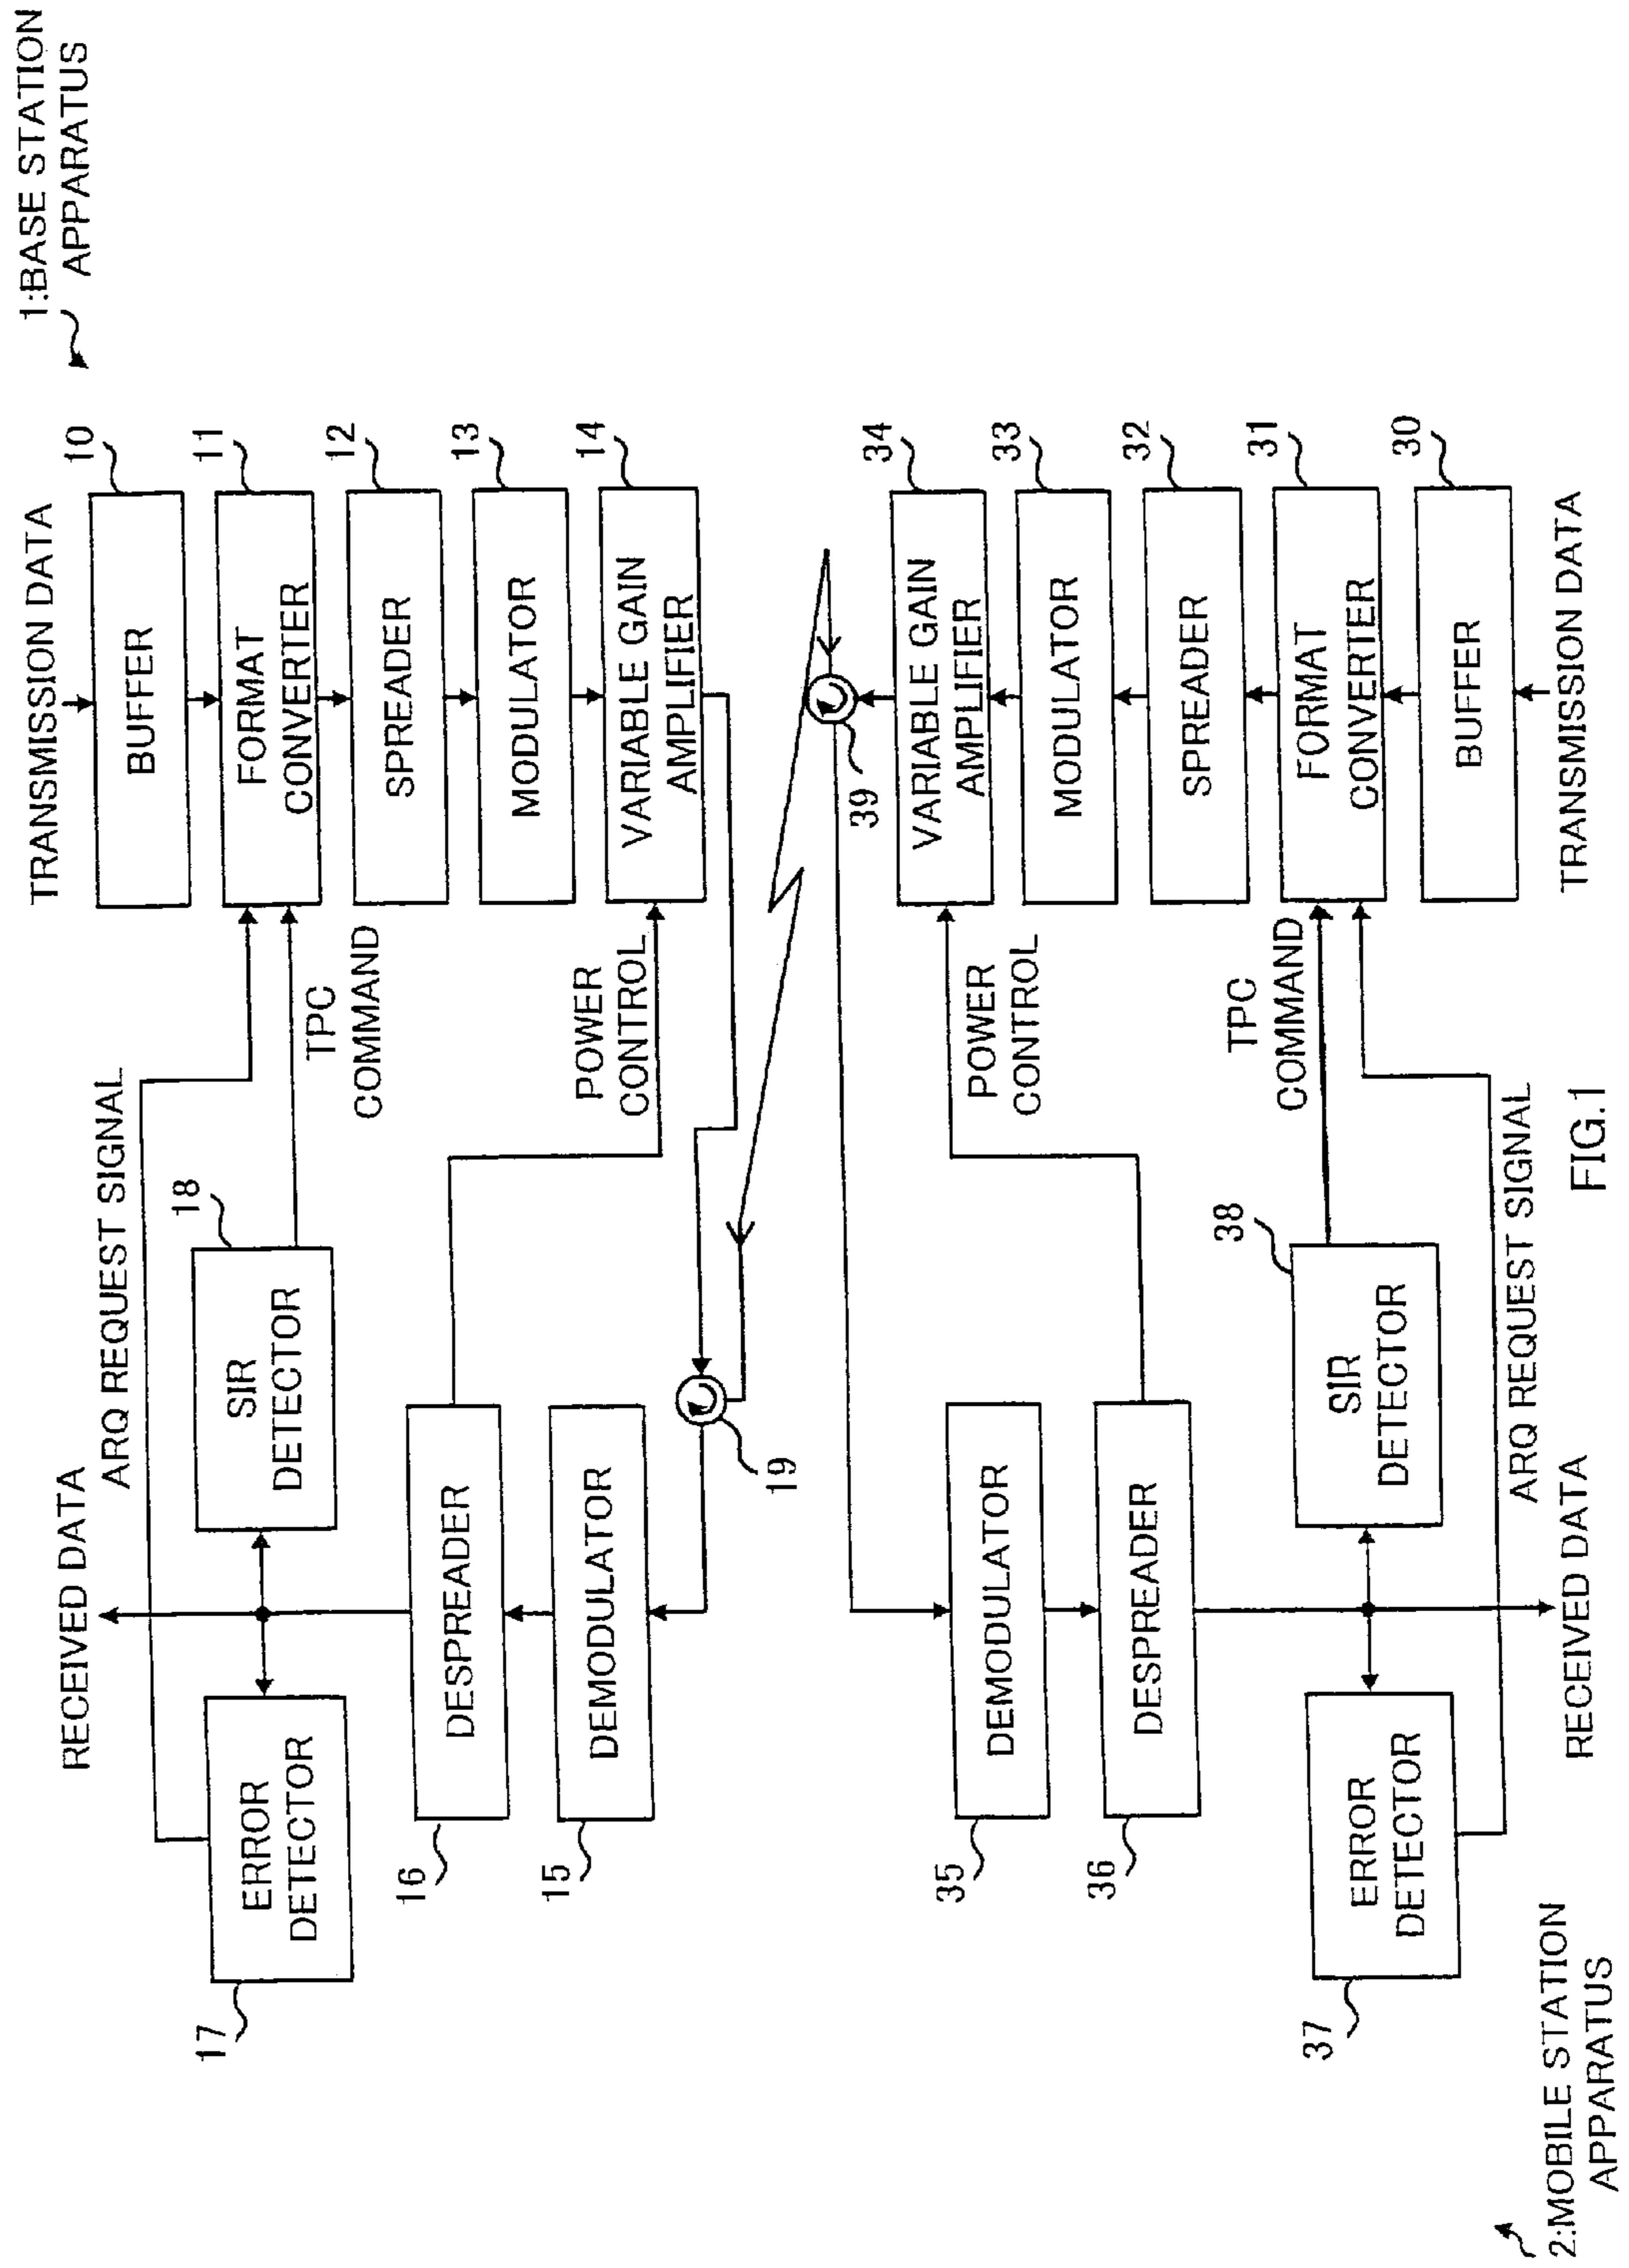 1:BASE STATION
APPARATUS
TRANSMISSION DATA
10
BUFFER
11
FORMAT
CONVERTER
12
SPREADER
13
MODULATOR
14
VARIABLE GAIN
AMPLIFIER
ARQ REQUEST SIGNAL
TPC
COMMAND
POWER
CONTROL
18
SIR
DETECTOR
RECEIVED DATA
17
ERROR
DETECTOR
16
DESPREADER
15
DEMODULATOR
19
39
34
VARIABLE GAIN
AMPLIFIER
33
MODULATOR
32
SPREADER
31
FORMAT
CONVERTER
30
BUFFER
TRANSMISSION DATA
POWER
CONTROL
TPC
COMMAND
ARQ REQUEST SIGNAL
38
SIR
DETECTOR
35
DEMODULATOR
36
DESPREADER
37
ERROR
DETECTOR
RECEIVED DATA
2:MOBILE STATION
APPARATUS
FIG.1